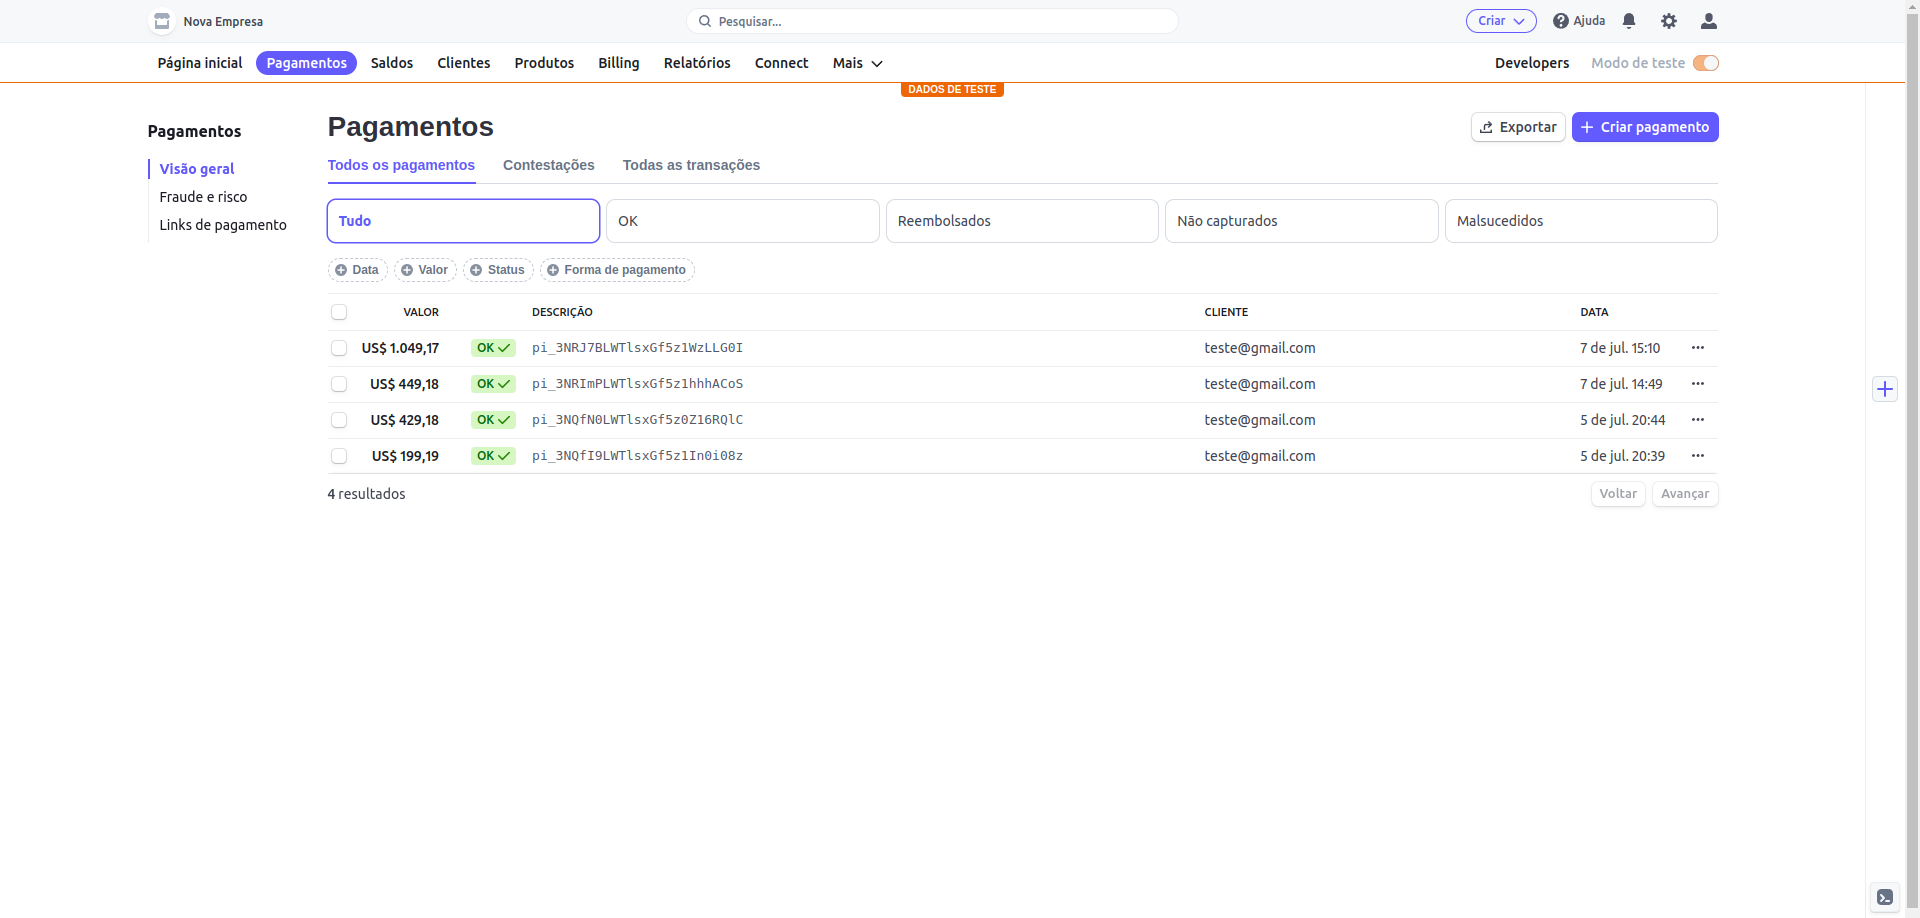 Nova Empresa
Pesquisar...
Criar
Ajuda
Página inicial Pagamentos Saldos Clientes Produtos Billing Relatórios Connect Mais
Developers Modo de teste
DADOS DE TESTE
Pagamentos
Visão geral
Fraude e risco
Links de pagamento
Pagamentos
Exportar
Criar pagamento
Todos os pagamentos Contestações Todas as transações
Tudo OK Reembolsados Não capturados Malsucedidos
Data Valor Status Forma de pagamento
VALOR DESCRIÇÃO CLIENTE DATA
US$ 1.049,17 OK pi_3NRJ7BLWTlsxGf5z1WzLLG0I teste@gmail.com 7 de jul. 15:10
US$ 449,18 OK pi_3NRImPLWTlsxGf5z1hhhACoS teste@gmail.com 7 de jul. 14:49
US$ 429,18 OK pi_3NQfN0LWTlsxGf5z0Z16RQlC teste@gmail.com 5 de jul. 20:44
US$ 199,19 OK pi_3NQfI9LWTlsxGf5z1In0i08z teste@gmail.com 5 de jul. 20:39
4 resultados
Voltar Avançar